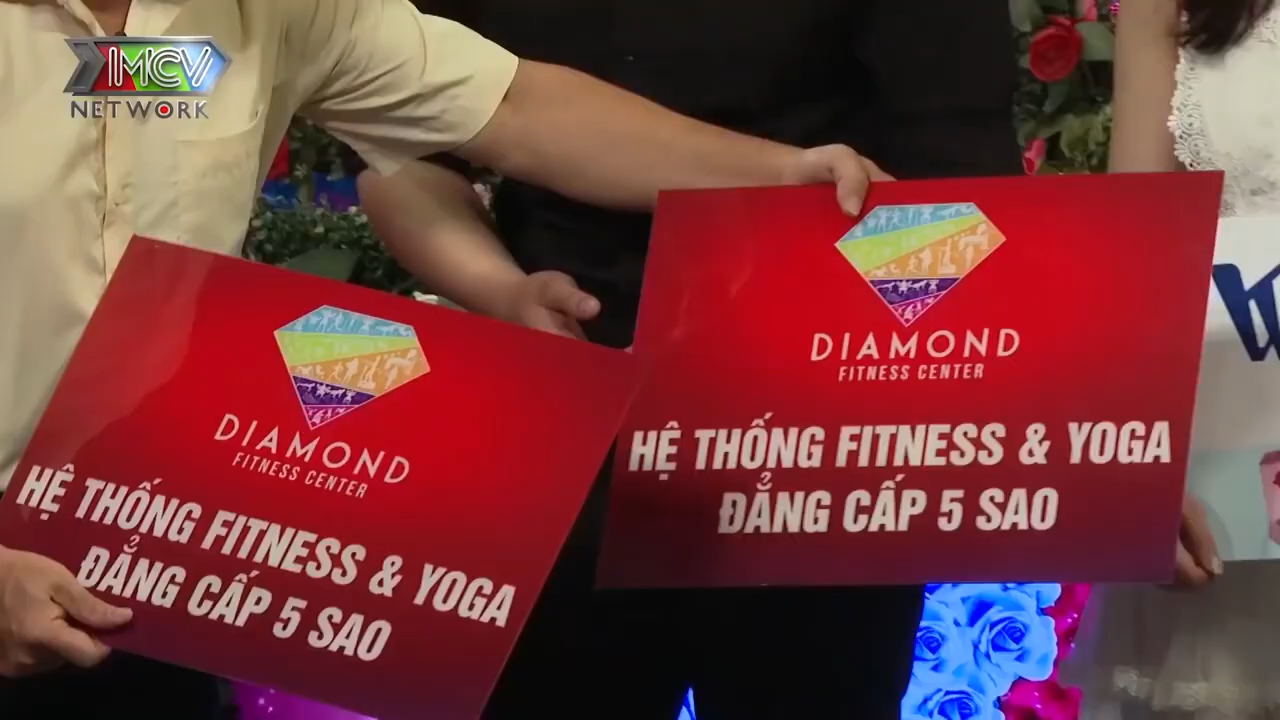 MCV
NETWORK
DIAMOND
FITNESS CENTER
HỆ THỐNG FITNESS & YOGA
ĐẲNG CẤP 5 SAO
DIAMOND
FITNESS CENTER
HỆ THỐNG FITNESS & YOGA
ĐẲNG CẤP 5 SAO